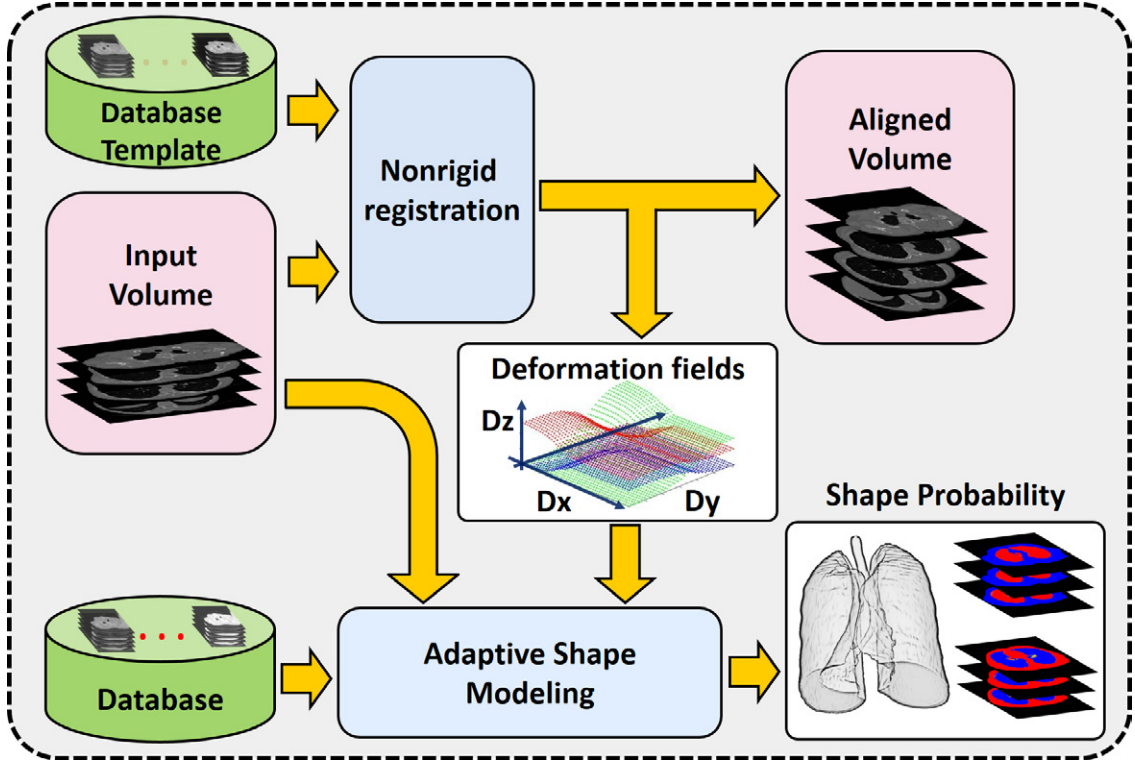 Database
Template
Nonrigid
registration
Aligned
Volume
Input
Volume
Deformation fields
Dz
Dx
Dy
Shape Probability
Adaptive Shape
Modeling
Database